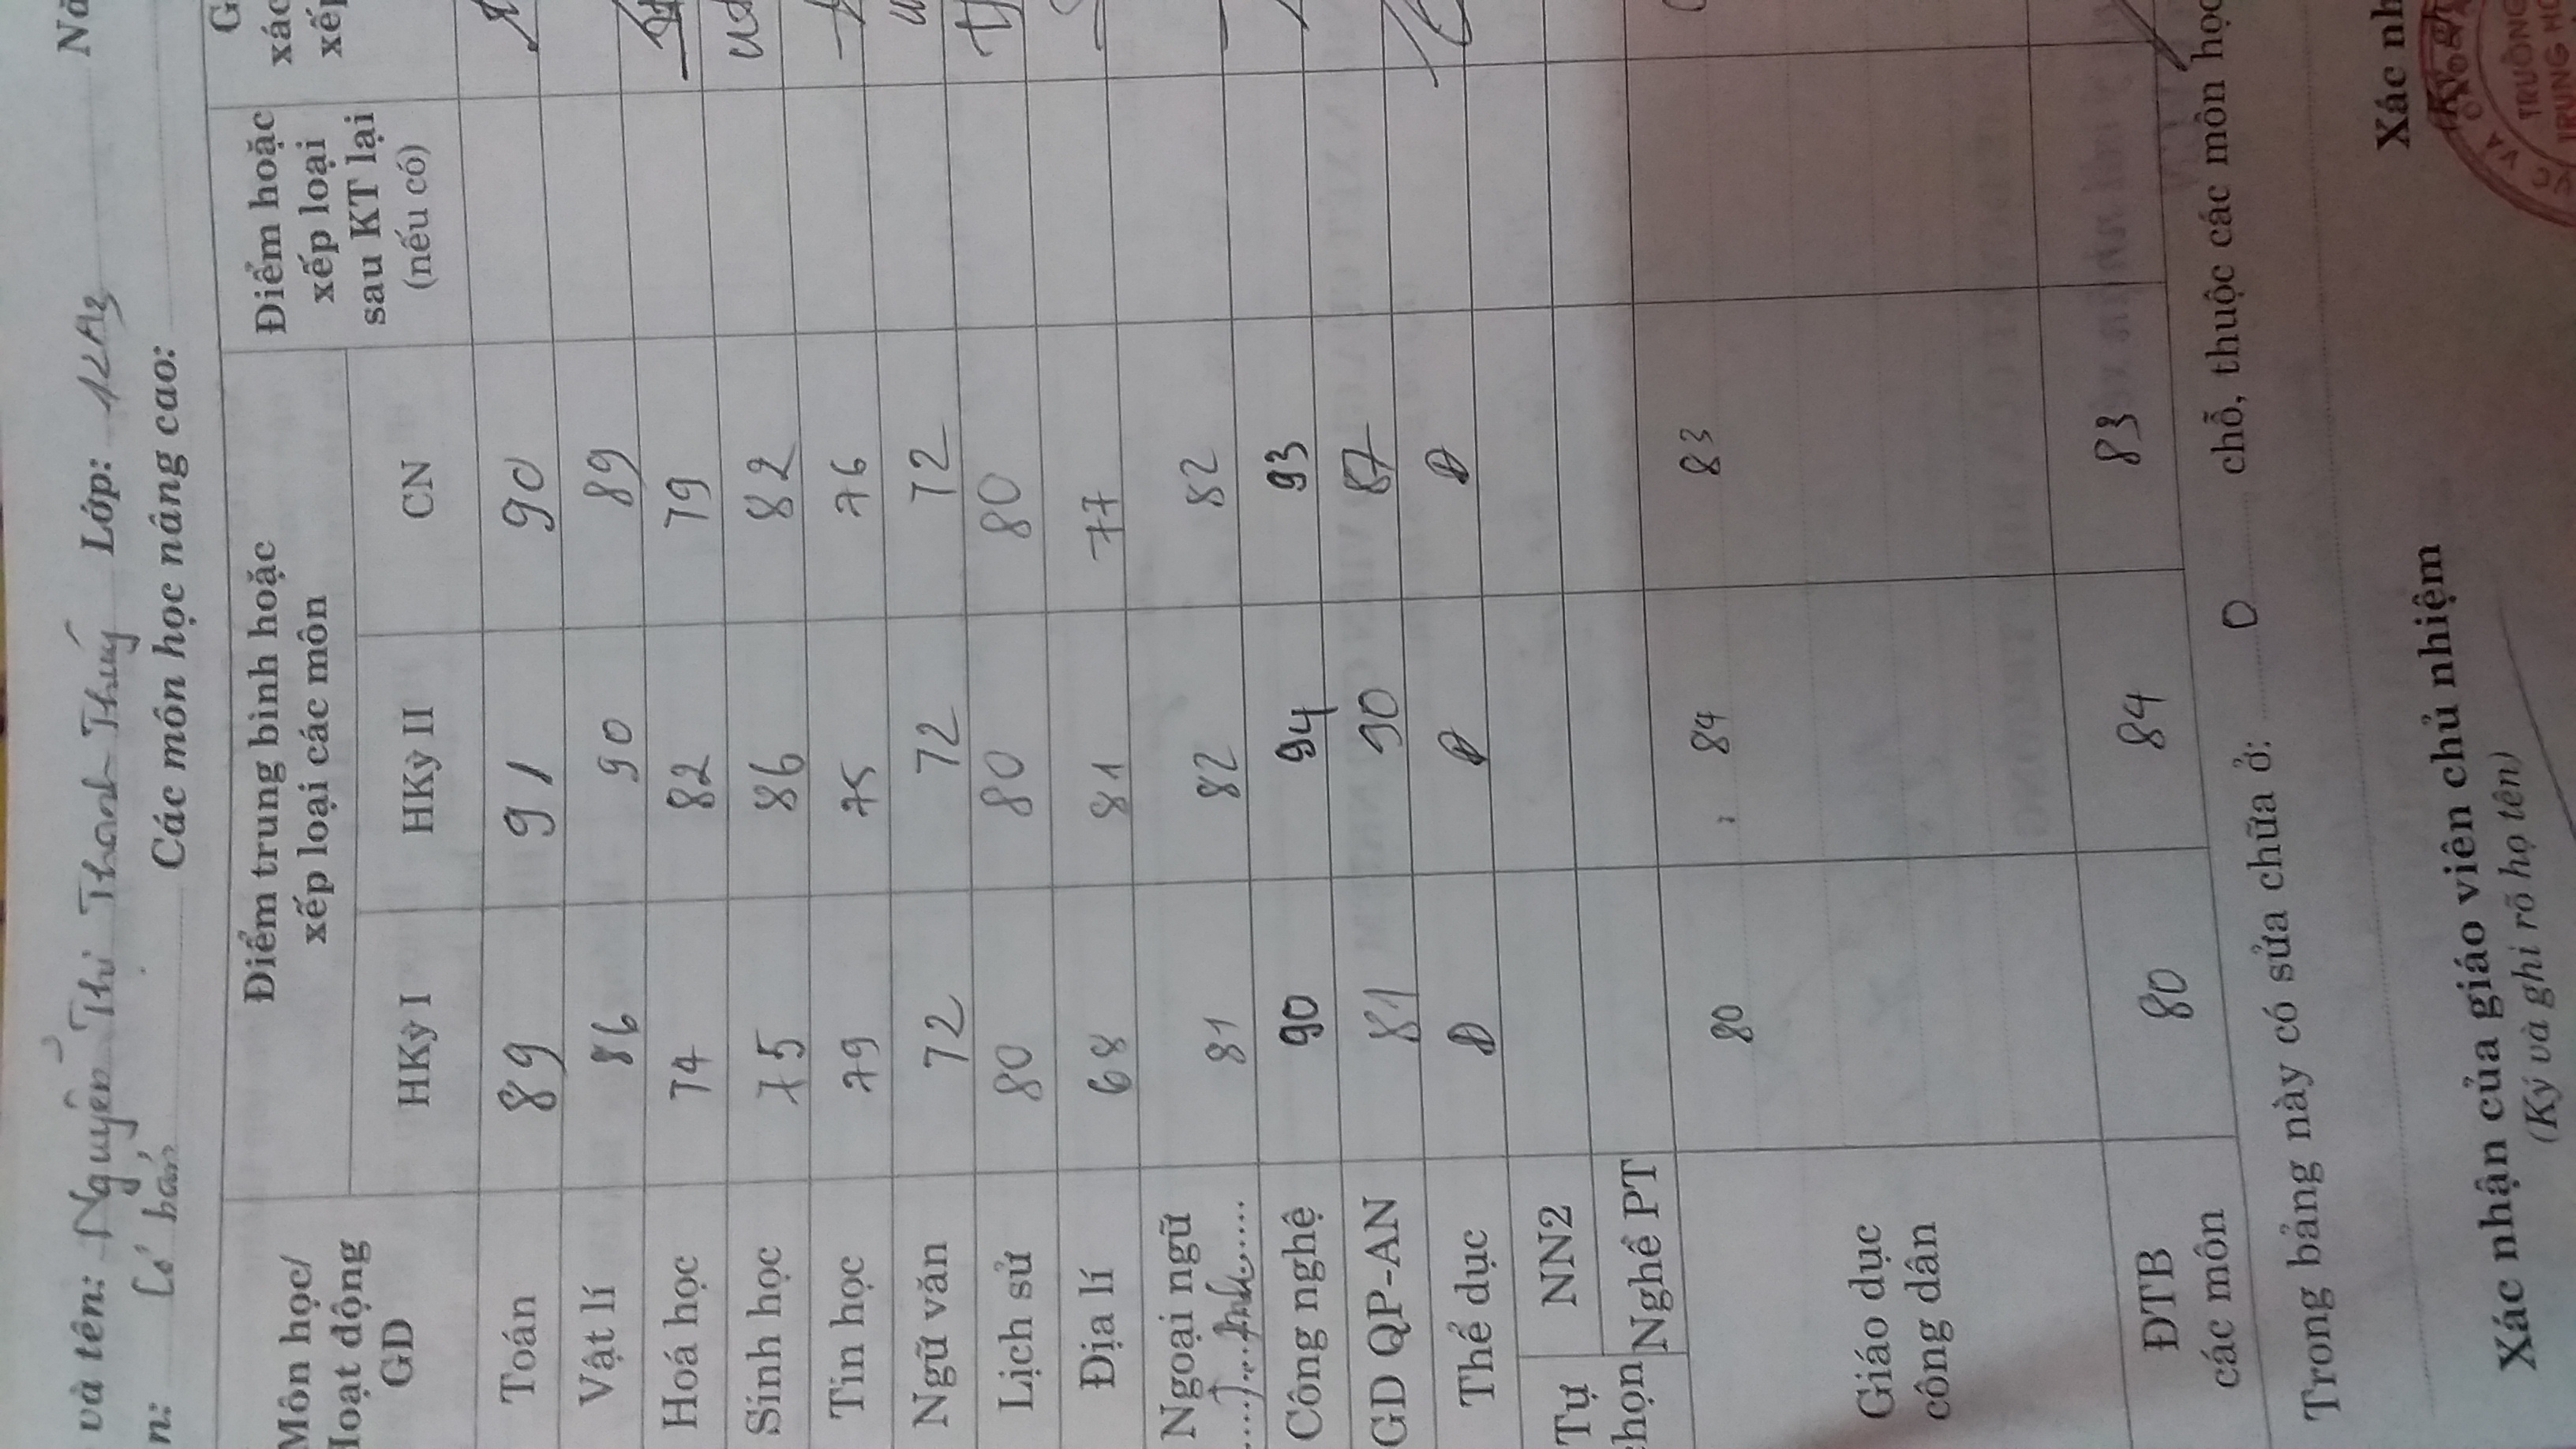 và tên: Nguyễn Thị Thanh Thúy Lớp: 12A3 Nă
n: Cơ bản Các môn học nâng cao:
Môn học/ Điểm trung bình hoặc Điểm hoặc G
Hoạt động xếp loại các môn xếp loại xác
GD HKỳ I HKỳ II CN sau KT lại xếp
(nếu có)
Toán 89 91 90
Vật lí 86 90 89
Hoá học 74 82 79
Sinh học 75 86 82
Tin học 79 75 76
Ngữ văn 72 72 72
Lịch sử 80 80 80
Địa lí 68 81 77
Ngoại ngữ 81 82 82
T. Anh
Công nghệ 90 94 93
GD QP-AN 81 90 87
Thể dục Đ Đ Đ
Tự NN2
chọn Nghề PT
Giáo dục 80 84 83
công dân
ĐTB 80 84 83
các môn
Trong bảng này có sửa chữa ở: 0 chỗ, thuộc các môn học
Xác nhận của giáo viên chủ nhiệm Xác nh
(Ký và ghi rõ họ tên) (Ký
TRƯỜNG
TRUNG HỌ